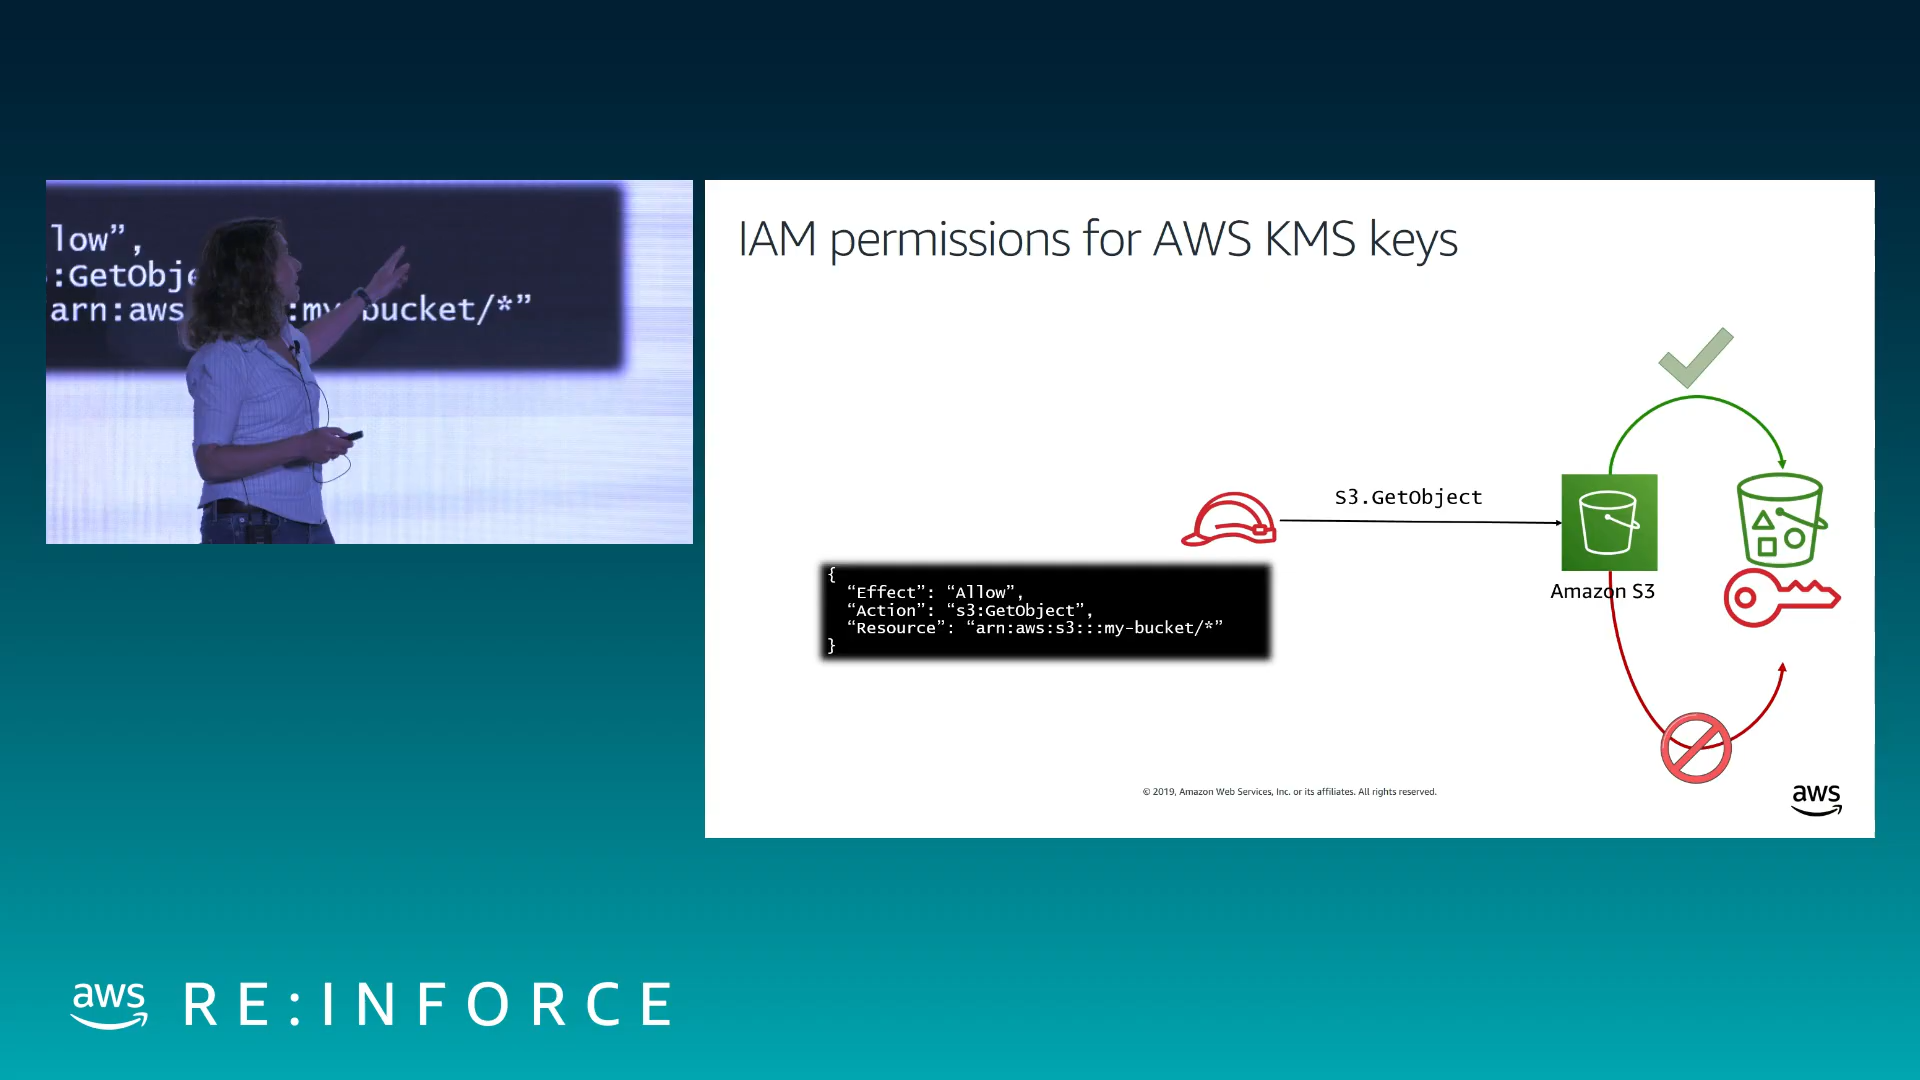 low”,
:GetObje
arn:aws :my bucket/*”
IAM permissions for AWS KMS keys
S3.GetObject
{
“Effect”: “Allow”,
“Action”: “s3:GetObject”,
“Resource”: “arn:aws:s3:::my-bucket/*”
}
Amazon S3
© 2019, Amazon Web Services, Inc. or its affiliates. All rights reserved.
aws
aws RE:INFORCE